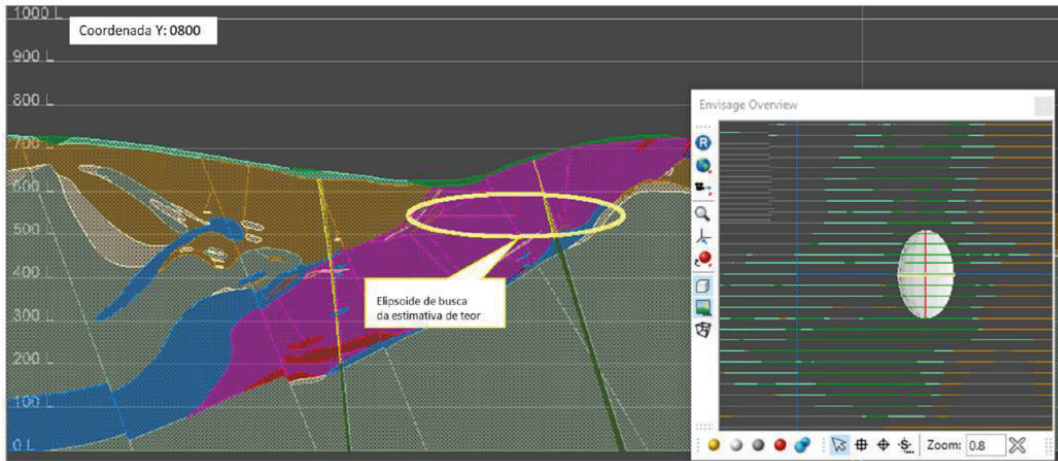 1000 L
Coordenada Y: 0800
900 L
800 L
700 L
600 L
500 L
400 L
300 L
200 L
100 L
0 L
Elipsoide de busca
da estimativa de teor
Envisage Overview
R
Zoom: 0.8